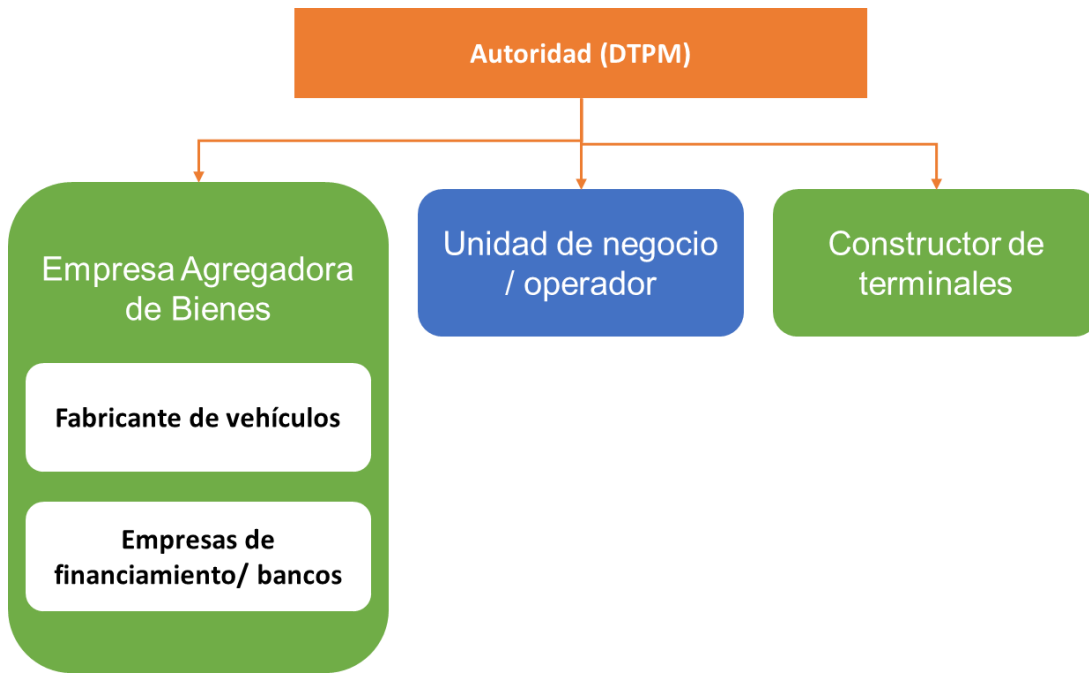 Autoridad (DTPM)
Empresa Agregadora
de Bienes
Fabricante de vehículos
Empresas de
financiamiento/ bancos
Unidad de negocio
/ operador
Constructor de
terminales